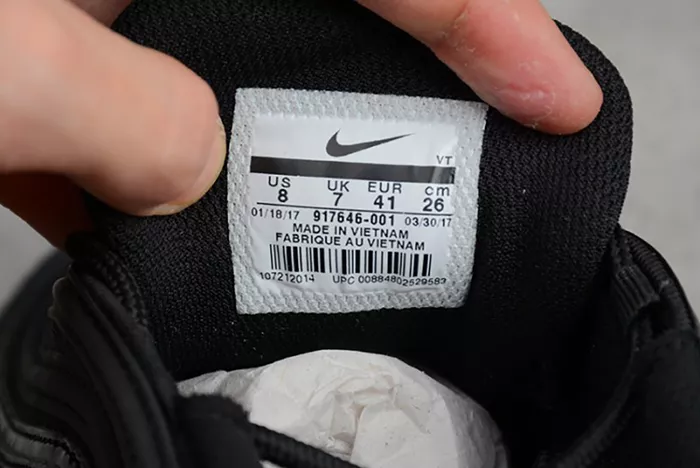 VT
US UK EUR cm
8 7 41 26
01/18/17 917646-001 03/30/17
MADE IN VIETNAM
FABRIQUE AU VIETNAM
107212014 UPC 00884802529583